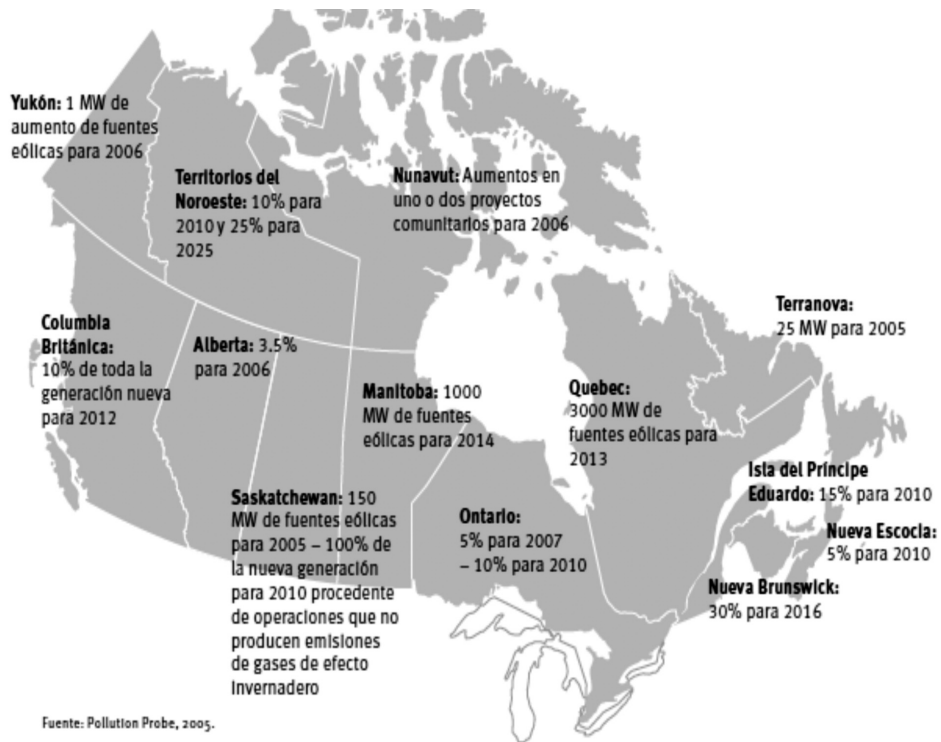 Yukón: 1 MW de
aumento de fuentes
eólicas para 2006
Territorios del
Noroeste: 10% para
2010 y 25% para
2025
Nunavut: Aumentos en
uno o dos proyectos
comunitarios para 2006
Terranova:
25 MW para 2005
Columbia
Británica:
10% de toda la
generación nueva
para 2012
Alberta: 3.5%
para 2006
Manitoba: 1000
MW de fuentes
eólicas para 2014
Quebec:
3000 MW de
fuentes eólicas para
2013
Ista del Príncipe
Eduardo: 15% para 2010
Saskatchewan: 150
MW de fuentes eólicas
para 2005 – 100% de
la nueva generación
para 2010 procedente
de operaciones que no
producen emisiones
de gases de efecto
invernadero
Ontario:
5% para 2007
– 10% para 2010
Nueva Escocia:
5% para 2010
Nueva Brunswick:
30% para 2016
Fuente: Pollution Probe, 2005.